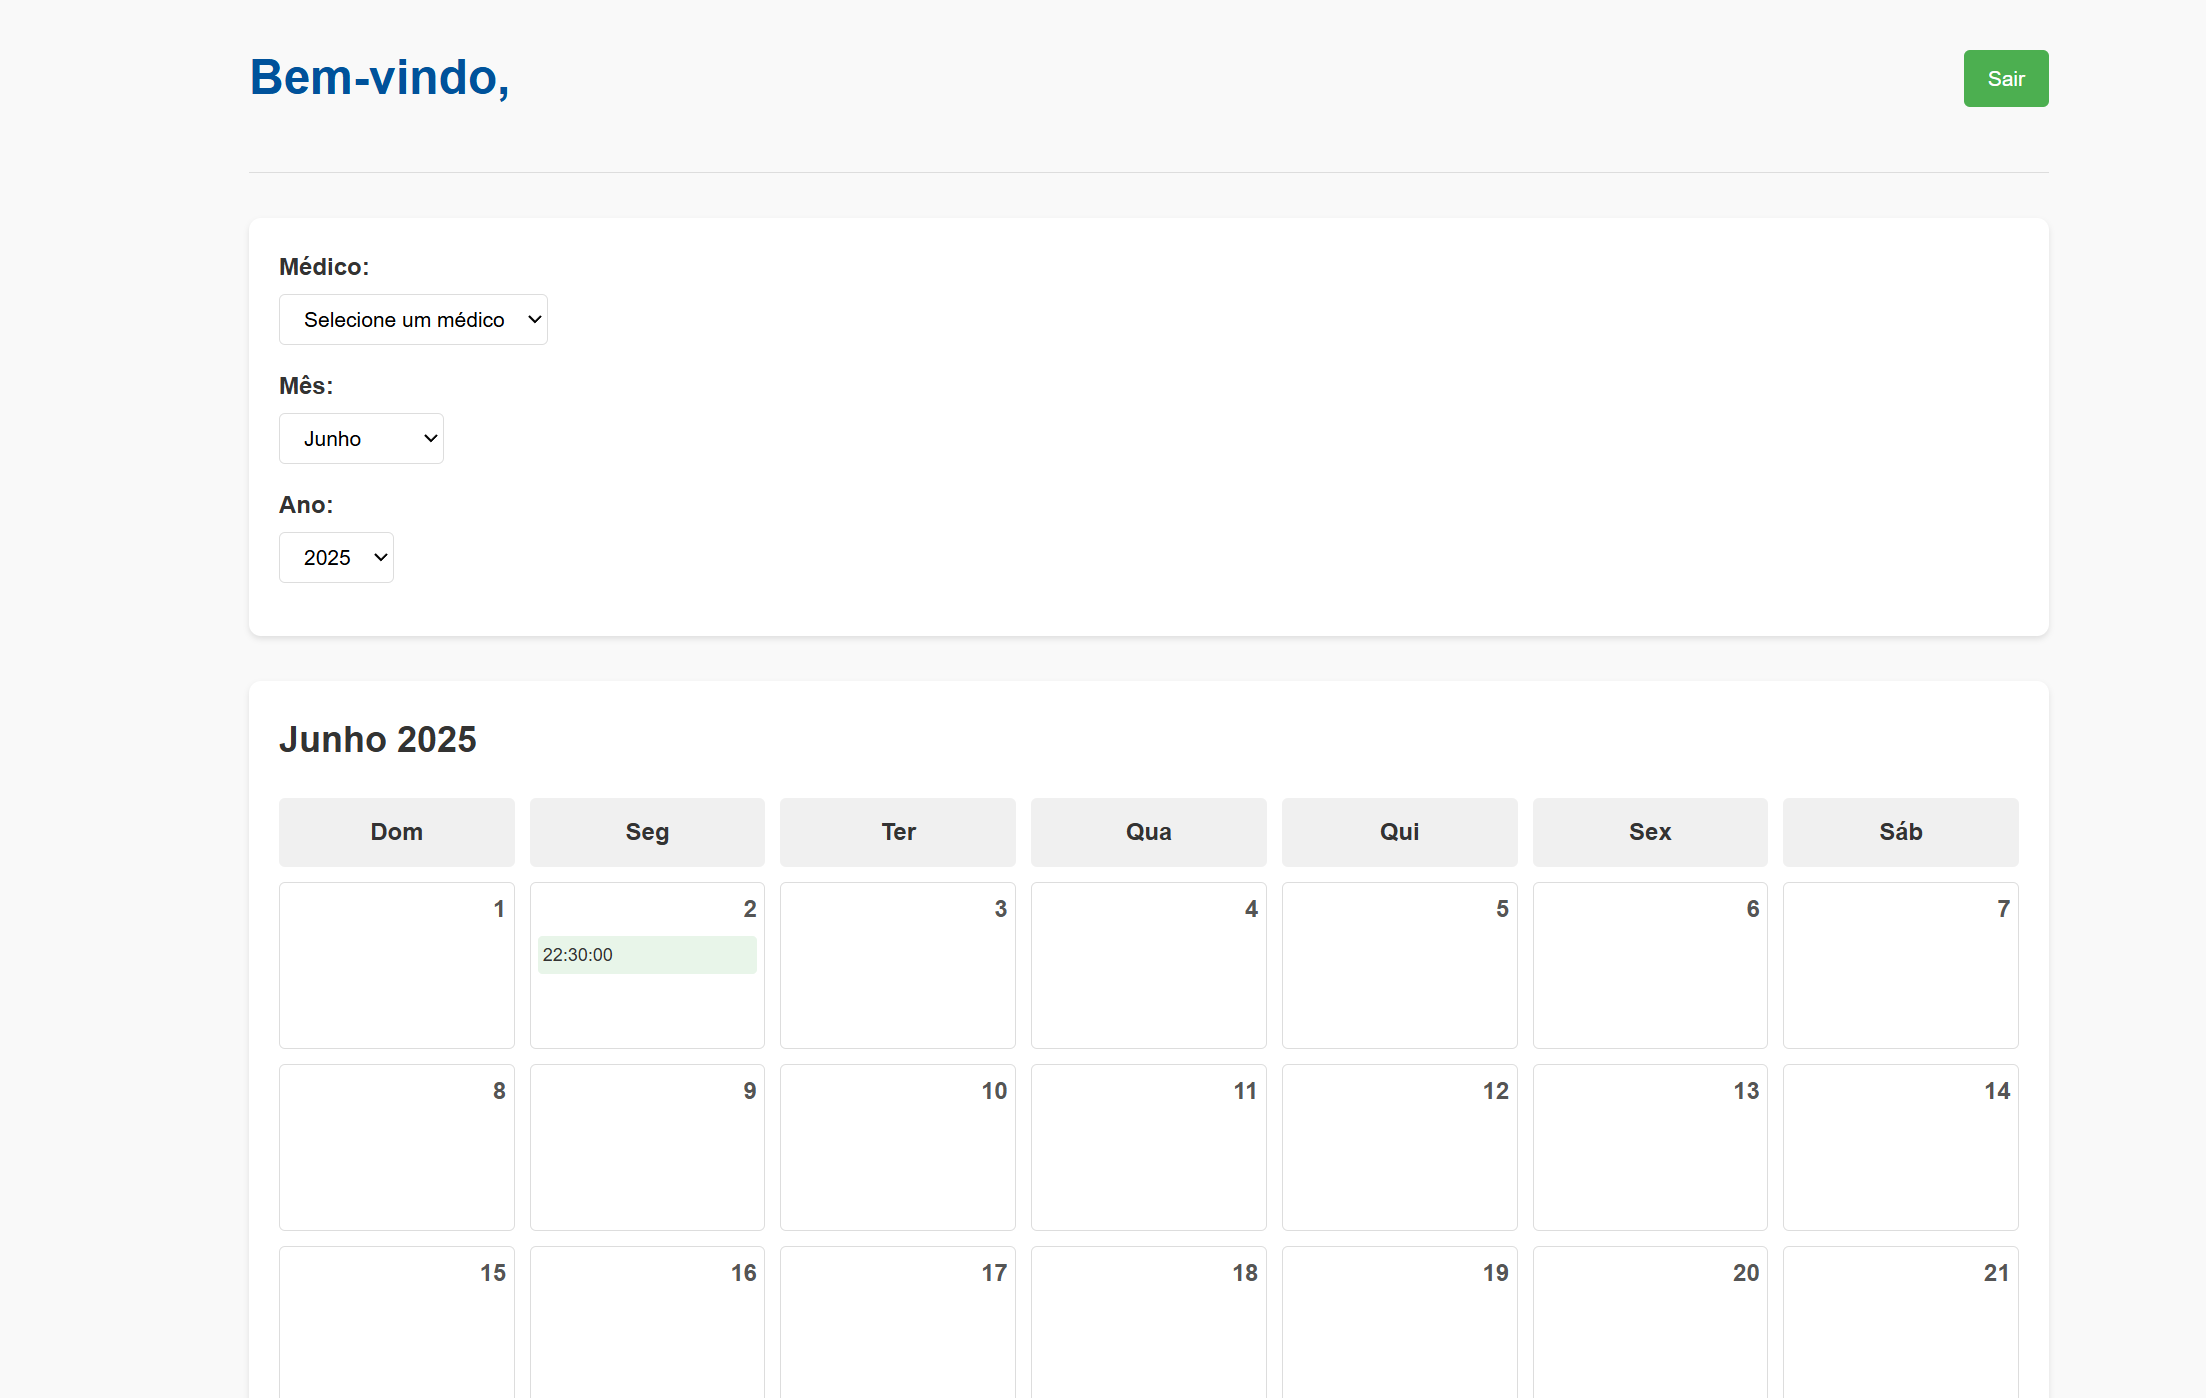 Bem-vindo,
Sair
Médico:
Selecione um médico
Mês:
Junho
Ano:
2025
Junho 2025
Dom Seg Ter Qua Qui Sex Sáb
1 2 3 4 5 6 7
22:30:00
8 9 10 11 12 13 14
15 16 17 18 19 20 21